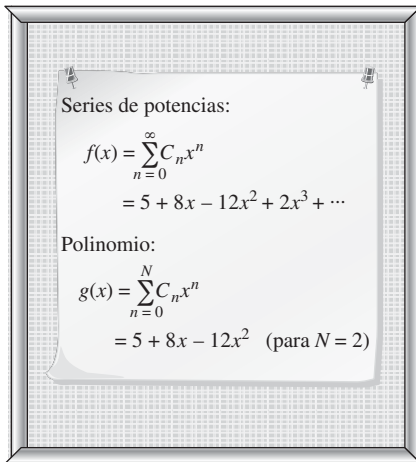 Series de potencias:
f(x) = ∑_{n = 0}^{∞} C_n x^n
= 5 + 8x – 12x^2 + 2x^3 + ···
Polinomio:
g(x) = ∑_{n = 0}^{N} C_n x^n
= 5 + 8x – 12x^2 (para N = 2)